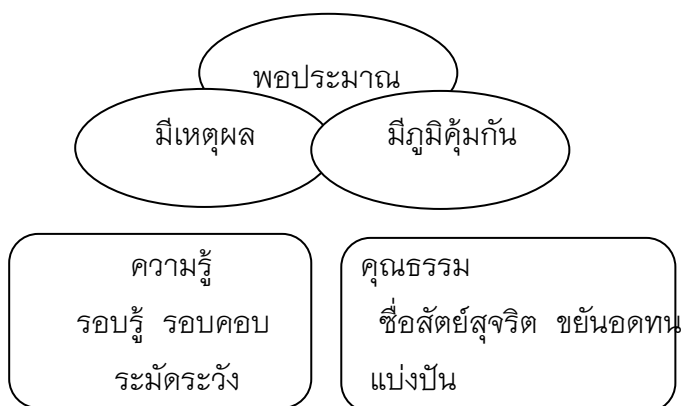 พอประมาณ
มีเหตุผล
มีภูมิคุ้มกัน
ความรู้
รอบรู้ รอบคอบ
ระมัดระวัง
คุณธรรม
ซื่อสัตย์สุจริต ขยันอดทน
แบ่งปัน